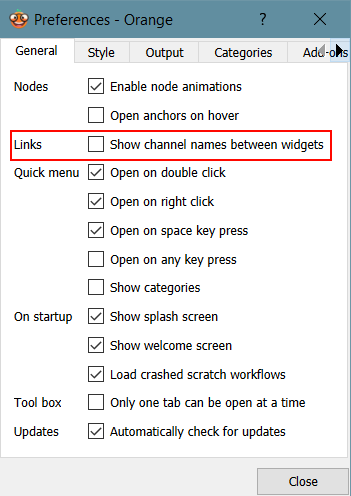 Preferences - Orange ?
General Style Output Categories Add-ons
Nodes Enable node animations
Open anchors on hover
Links Show channel names between widgets
Quick menu Open on double click
Open on right click
Open on space key press
Open on any key press
Show categories
On startup Show splash screen
Show welcome screen
Load crashed scratch workflows
Tool box Only one tab can be open at a time
Updates Automatically check for updates
Close